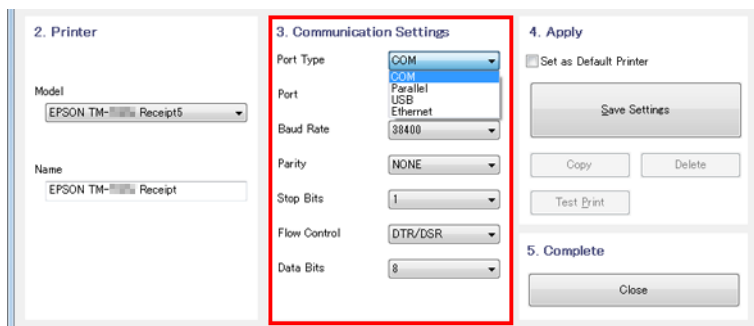 2. Printer
Model
EPSON TM- Receipt5
Name
EPSON TM- Receipt
3. Communication Settings
Port Type
COM
COM
Parallel
USB
Ethernet
Port
Baud Rate
38400
Parity
NONE
Stop Bits
1
Flow Control
DTR/DSR
Data Bits
8
4. Apply
Set as Default Printer
Save Settings
Copy
Delete
Test Print
5. Complete
Close